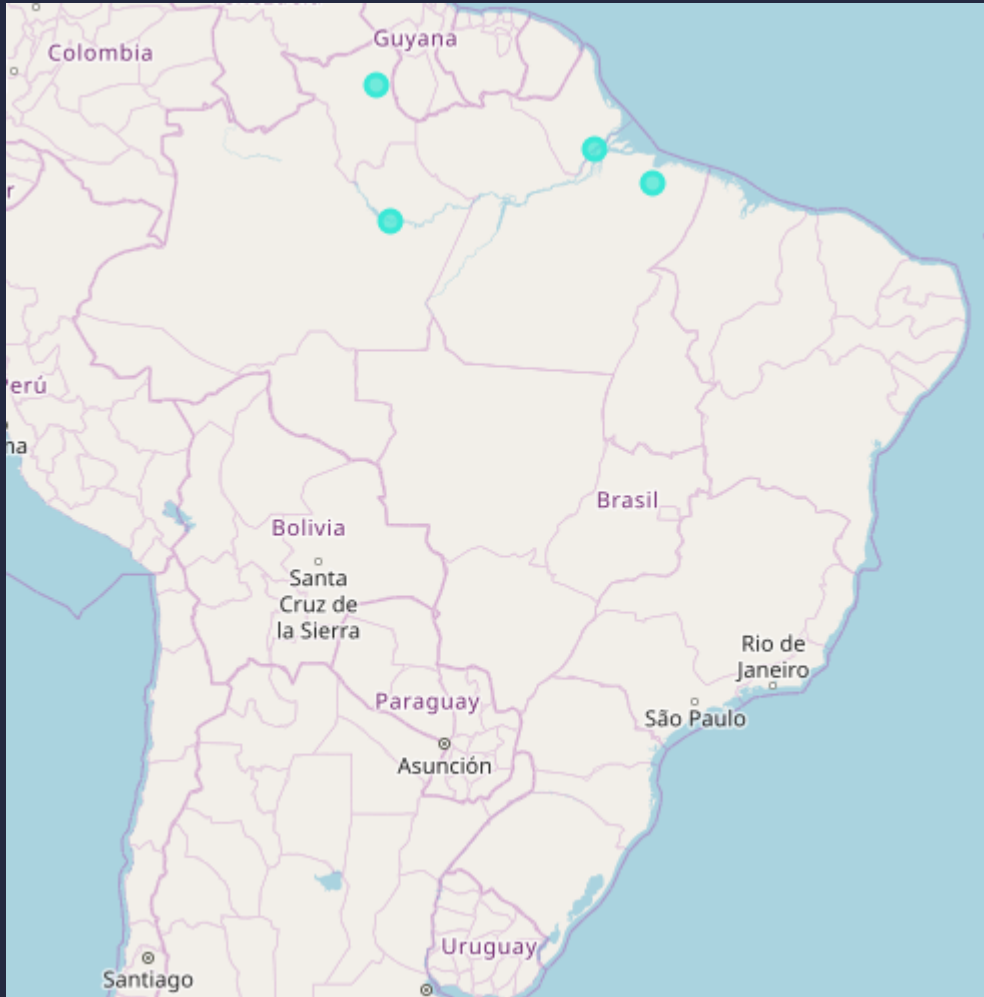 Guyana
Colombia
r
Perú
ma
Brasil
Bolivia
Santa
Cruz de
la Sierra
Rio de
Janeiro
Paraguay
São Paulo
Asunción
Uruguay
Santiago